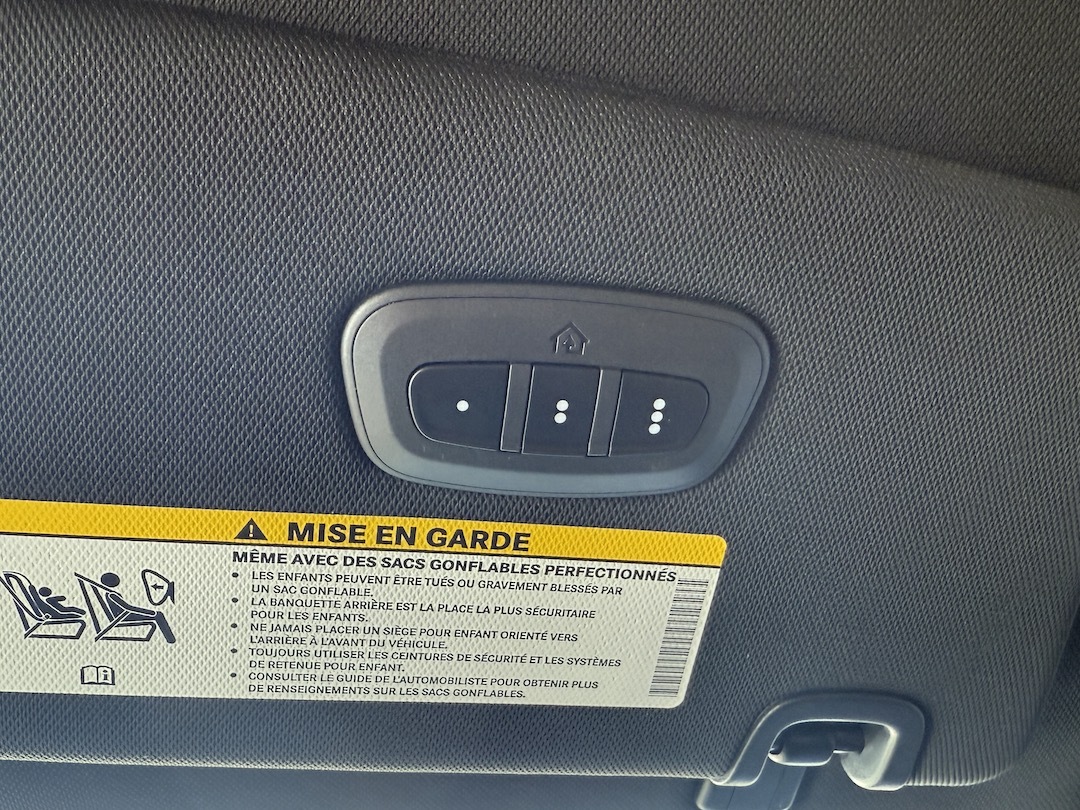 MISE EN GARDE
MÊME AVEC DES SACS GONFLABLES PERFECTIONNÉS
• LES ENFANTS PEUVENT ÊTRE TUÉS OU GRAVEMENT BLESSÉS PAR
UN SAC GONFLABLE.
• LA BANQUETTE ARRIÈRE EST LA PLACE LA PLUS SÉCURITAIRE
POUR LES ENFANTS.
• NE JAMAIS PLACER UN SIÈGE POUR ENFANT ORIENTÉ VERS
L'ARRIÈRE À L'AVANT DU VÉHICULE.
• TOUJOURS UTILISER LES CEINTURES DE SÉCURITÉ ET LES SYSTÈMES
DE RETENUE POUR ENFANT.
• CONSULTER LE GUIDE DE L'AUTOMOBILISTE POUR OBTENIR PLUS
DE RENSEIGNEMENTS SUR LES SACS GONFLABLES.